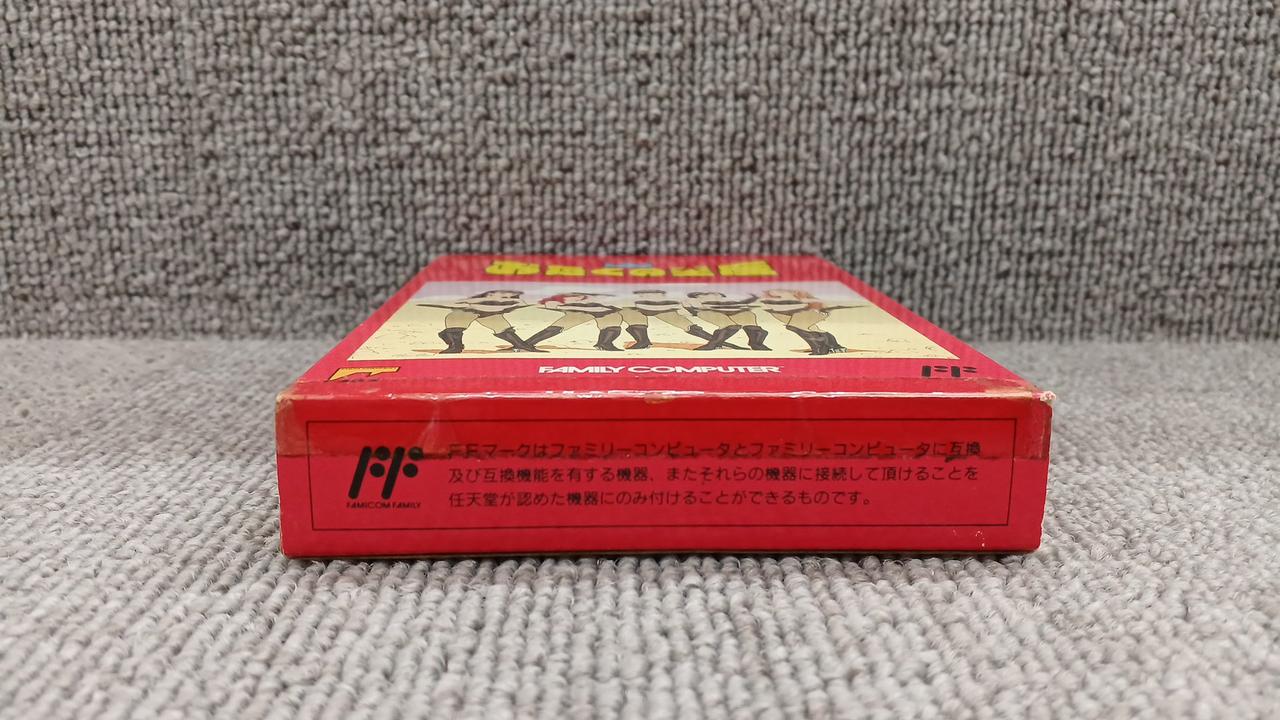 FAMILY COMPUTER
FFマークはファミリーコンピュータとファミリーコンピュータに互換
及び互換機能を有する機器、またそれらの機器に接続して頂けることを
任天堂が認めた機器にのみ付けることができるものです。
FF
FAMICOM FAMILY